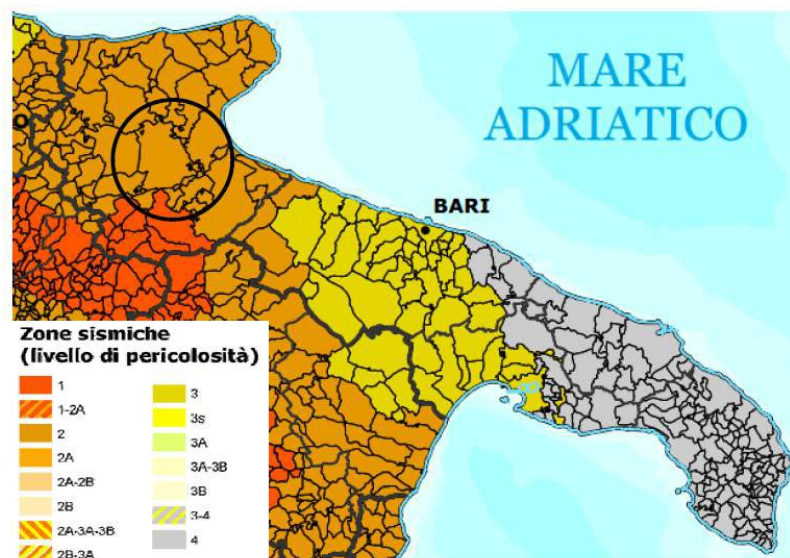 MARE
ADRIATICO
O
BARI
Zone sismiche
(livello di pericolosità)
1
1-2A
2
2A
2A-2B
2B
2A-3A-3B
2B-3A
3
3s
3A
3A-3B
3B
3-4
4